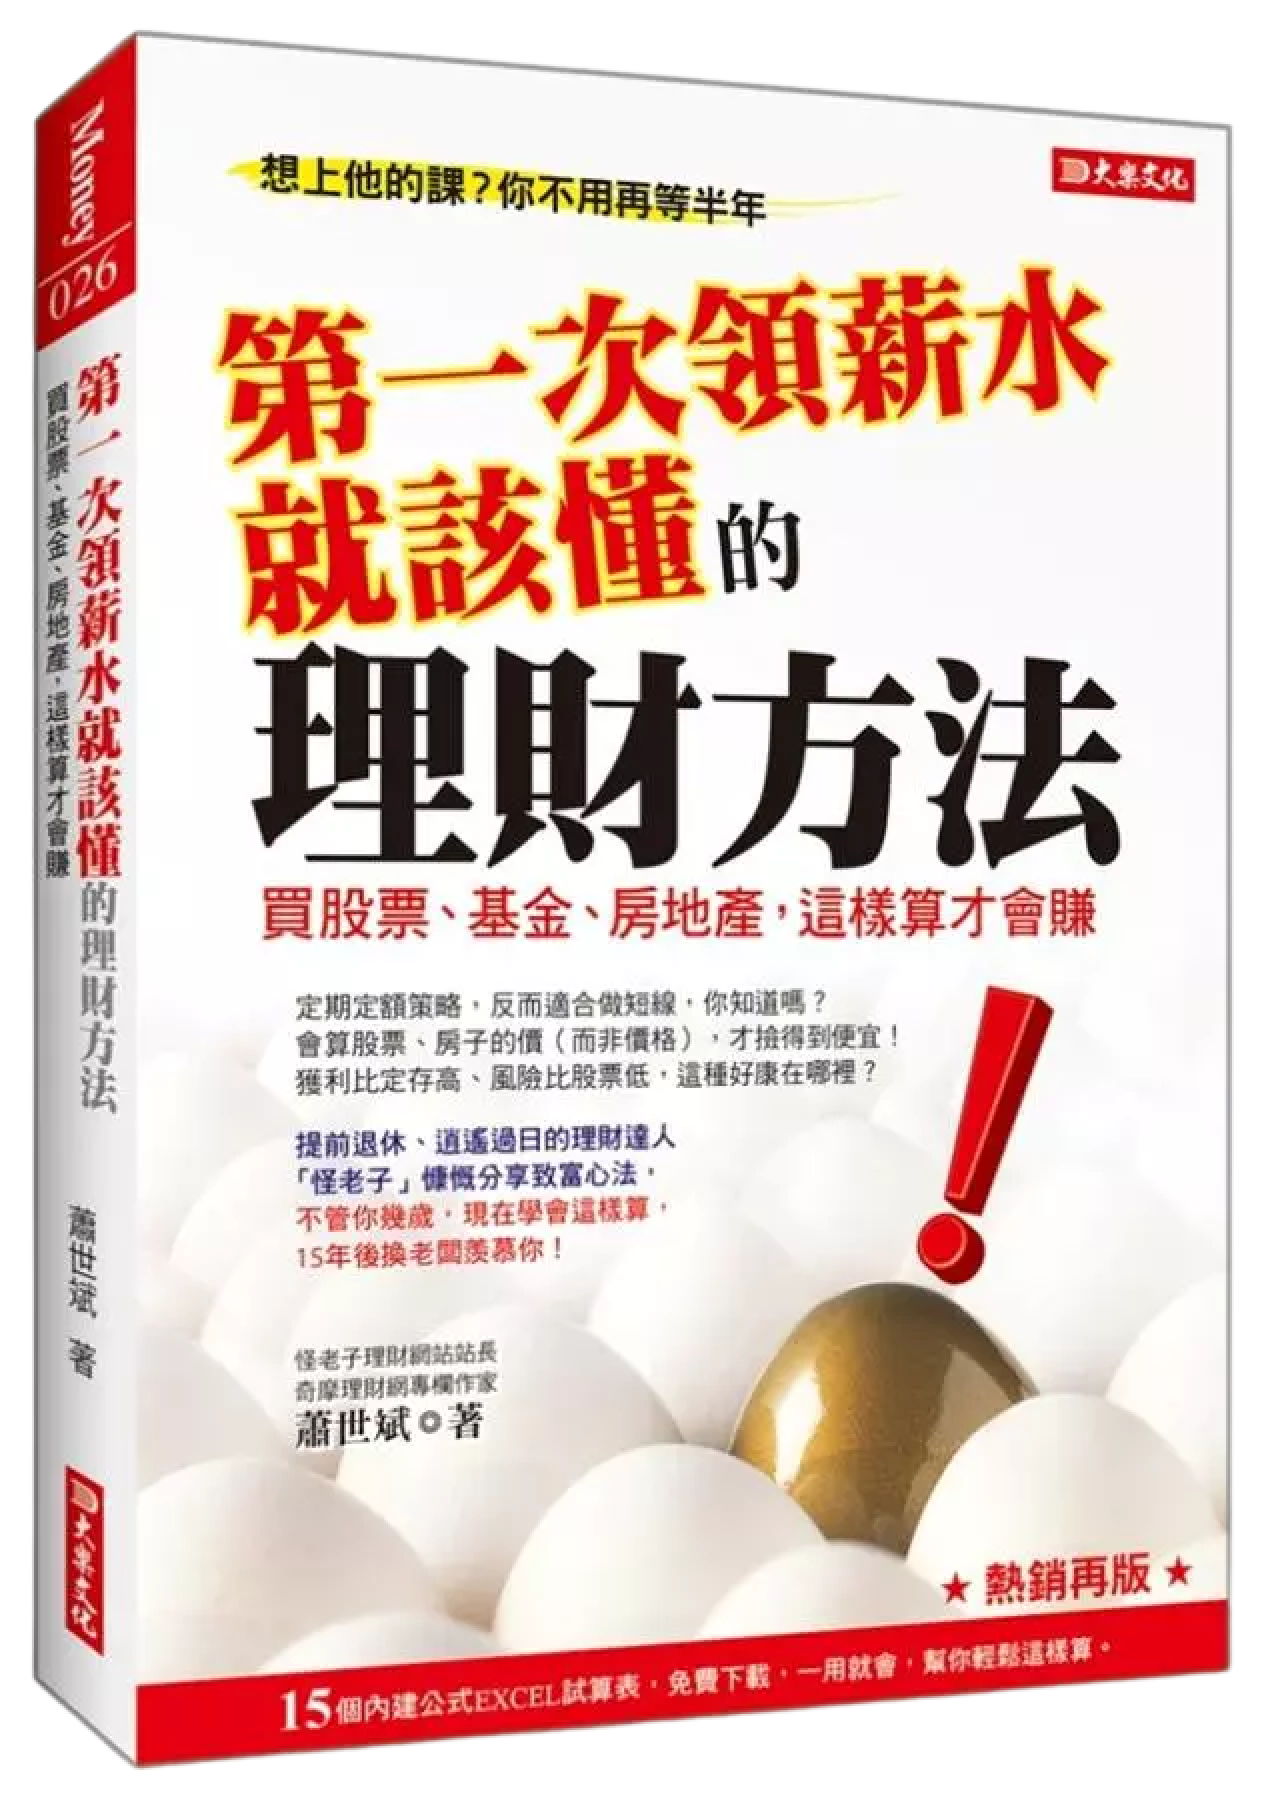 Money
026
第一次領薪水就該懂的理財方法
買股票、基金、房地產，這樣算才會賺
蕭世斌 著
大樂文化
想上他的課？你不用再等半年
大樂文化
第一次領薪水
就該懂的
理財方法
買股票、基金、房地產，這樣算才會賺
定期定額策略，反而適合做短線，你知道嗎？
會算股票、房子的價（而非價格），才撿得到便宜！
獲利比定存高、風險比股票低，這種好康在哪裡？
提前退休、逍遙過日的理財達人
「怪老子」慷慨分享致富心法，
不管你幾歲，現在學會這樣算，
15年後換老闆羨慕你！
怪老子理財網站站長
奇摩理財網專欄作家
蕭世斌◎著
★ 熱銷再版 ★
15個內建公式EXCEL試算表，免費下載，一用就會，幫你輕鬆這樣算。